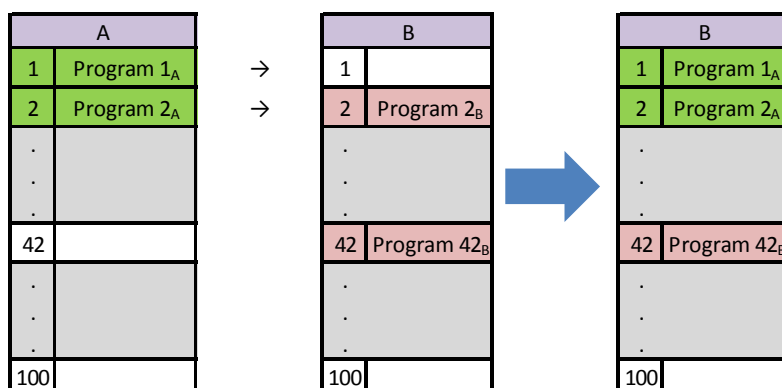 A B B
1 Program 1A → 1 1 Program 1A
2 Program 2A → 2 Program 2B 2 Program 2A
. . .
. . .
. . .
42 42 Program 42B 42 Program 42B
. . .
. . .
. . .
100 100 100